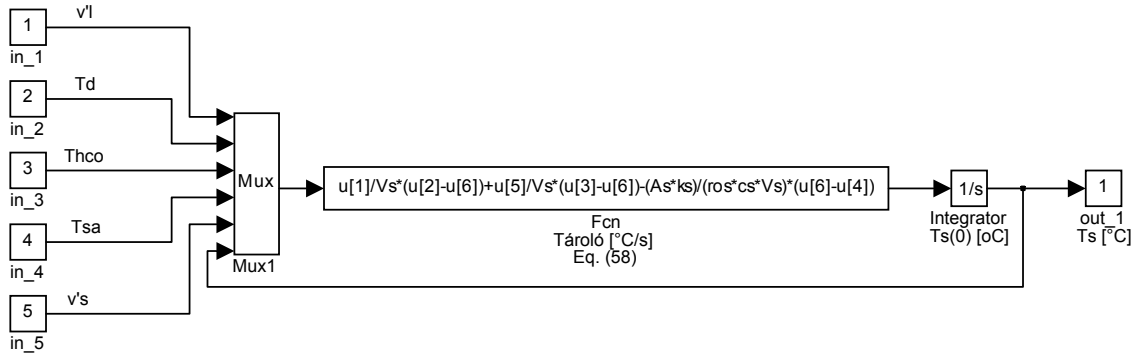 1
v'l
in_1
2
Td
in_2
3
Thco
in_3
4
Tsa
in_4
5
v's
in_5
Mux
Mux1
u[1]/Vs*(u[2]-u[6])+u[5]/Vs*(u[3]-u[6])-(As*ks)/(ros*cs*Vs)*(u[6]-u[4])
Fcn
Tároló [°C/s]
Eq. (58)
1/s
Integrator
Ts(0) [oC]
1
out_1
Ts [°C]